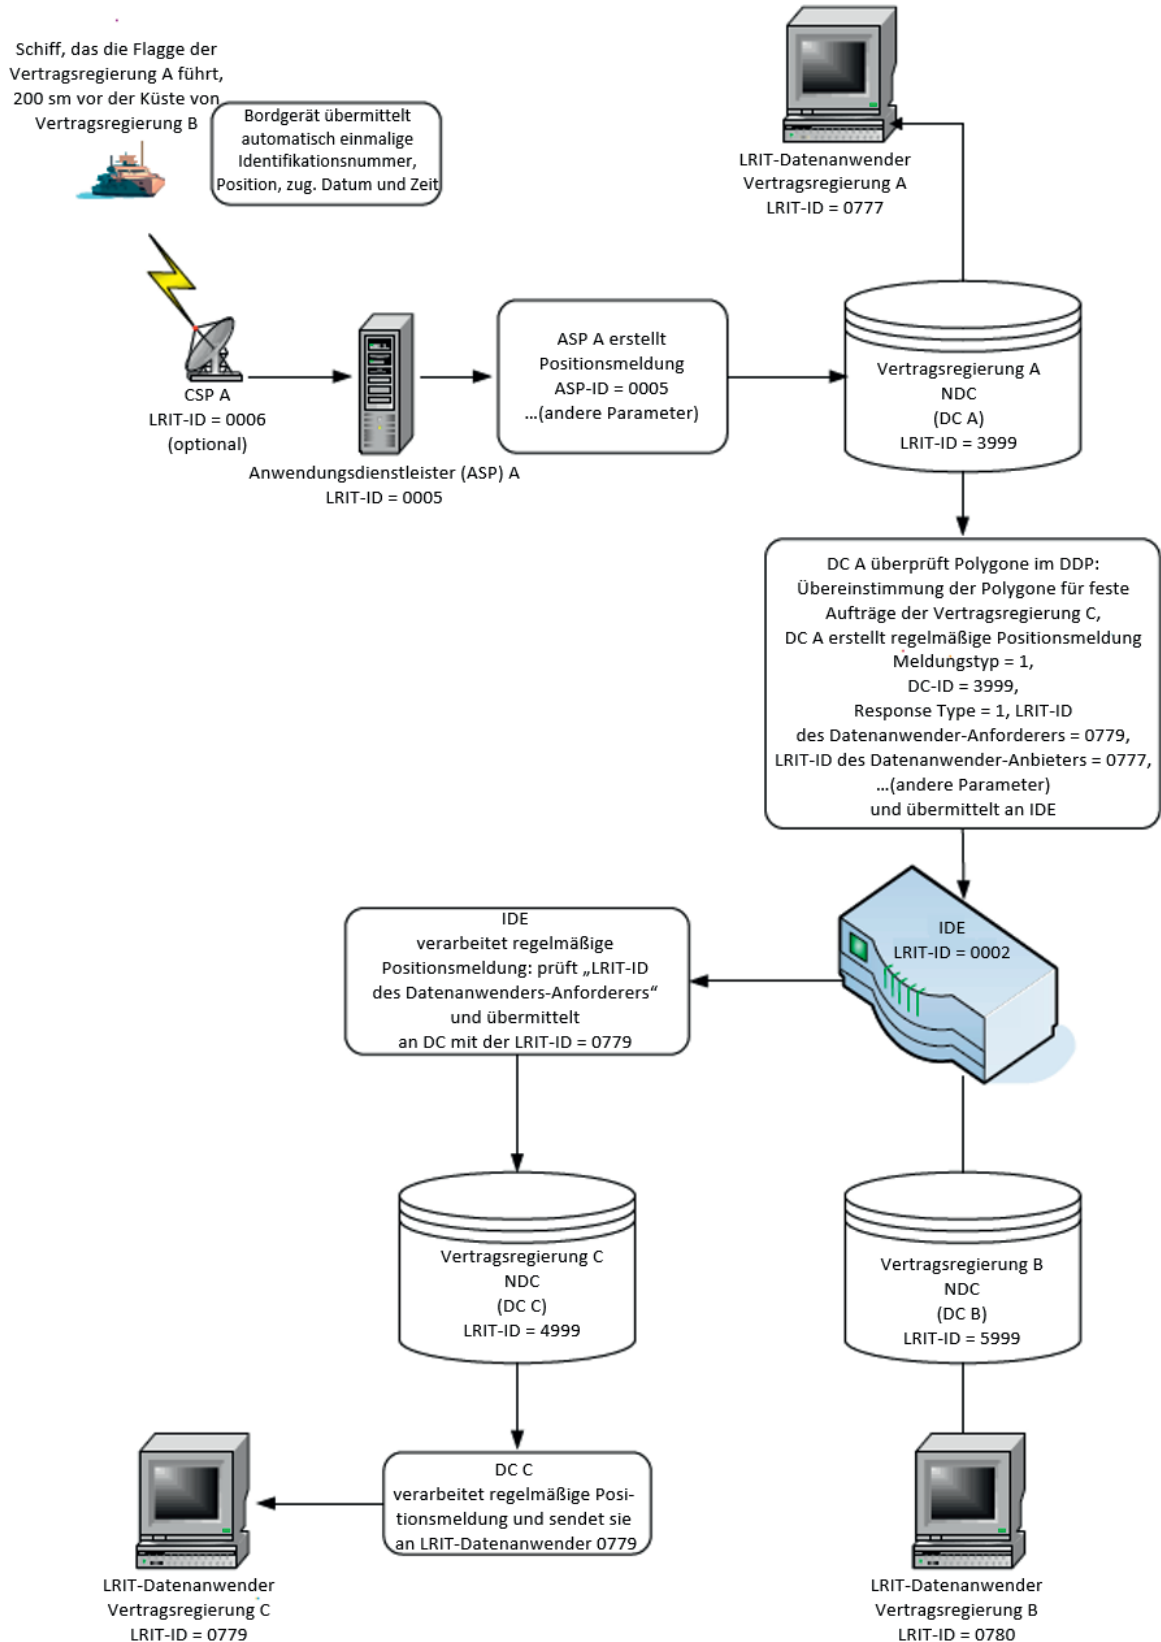 Schiff, das die Flagge der
Vertragsregierung A führt,
200 sm vor der Küste von
Vertragsregierung B
Bordgerät übermittelt
automatisch einmalige
Identifikationsnummer,
Position, zug. Datum und Zeit
LRIT-Datenanwender
Vertragsregierung A
LRIT-ID = 0777
CSP A
LRIT-ID = 0006
(optional)
Anwendungsdienstleister (ASP) A
LRIT-ID = 0005
ASP A erstellt
Positionsmeldung
ASP-ID = 0005
...(andere Parameter)
Vertragsregierung A
NDC
(DC A)
LRIT-ID = 3999
DC A überprüft Polygone im DDP:
Übereinstimmung der Polygone für feste
Aufträge der Vertragsregierung C,
DC A erstellt regelmäßige Positionsmeldung
Meldungstyp = 1,
DC-ID = 3999,
Response Type = 1, LRIT-ID
des Datenanwender-Anforderers = 0779,
LRIT-ID des Datenanwender-Anbieters = 0777,
...(andere Parameter)
und übermittelt an IDE
IDE
LRIT-ID = 0002
IDE
verarbeitet regelmäßige
Positionsmeldung: prüft „LRIT-ID
des Datenanwenders-Anforderers“
und übermittelt
an DC mit der LRIT-ID = 0779
Vertragsregierung C
NDC
(DC C)
LRIT-ID = 4999
Vertragsregierung B
NDC
(DC B)
LRIT-ID = 5999
DC C
verarbeitet regelmäßige Posi-
tionsmeldung und sendet sie
an LRIT-Datenanwender 0779
LRIT-Datenanwender
Vertragsregierung C
LRIT-ID = 0779
LRIT-Datenanwender
Vertragsregierung B
LRIT-ID = 0780